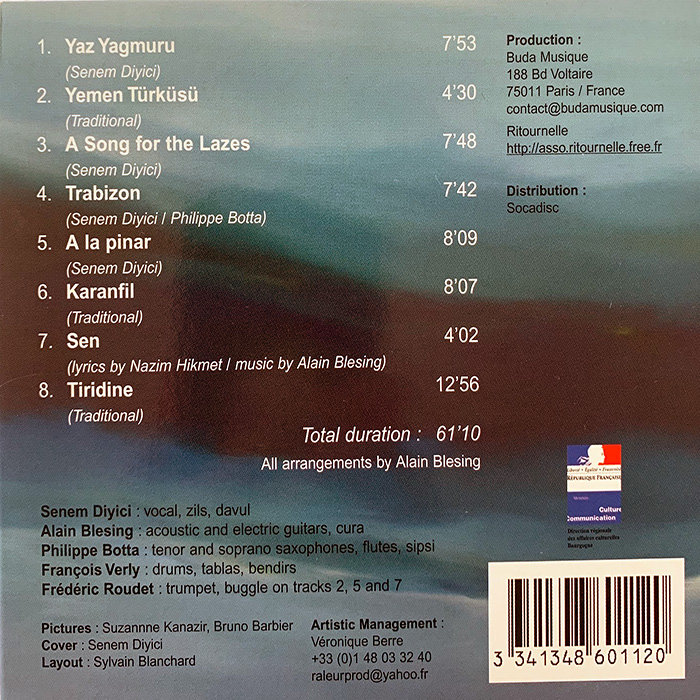 1. Yaz Yagmuru 7'53
(Senem Diyici)
2. Yemen Türküsü 4'30
(Traditional)
3. A Song for the Lazes 7'48
(Senem Diyici)
4. Trabizon 7'42
(Senem Diyici / Philippe Botta)
5. A la pinar 8'09
(Senem Diyici)
6. Karanfil 8'07
(Traditional)
7. Sen 4'02
(lyrics by Nazim Hikmet / music by Alain Blesing)
8. Tiridine 12'56
(Traditional)
Total duration : 61'10
All arrangements by Alain Blesing
Production :
Buda Musique
188 Bd Voltaire
75011 Paris / France
contact@budamusique.com
Ritournelle
http://asso.ritournelle.free.fr
Distribution :
Socadisc
Senem Diyici : vocal, zils, davul
Alain Blesing : acoustic and electric guitars, cura
Philippe Botta : tenor and soprano saxophones, flutes, sipsi
François Verly : drums, tablas, bendirs
Frédéric Roudet : trumpet, buggle on tracks 2, 5 and 7
Pictures : Suzannne Kanazir, Bruno Barbier
Cover : Senem Diyici
Layout : Sylvain Blanchard
Artistic Management :
Véronique Berre
+33 (0)1 48 03 32 40
raleurprod@yahoo.fr
Liberté • Égalité • Fraternité
RÉPUBLIQUE FRANÇAISE
Culture
Communication
Direction régionale
des affaires culturelles
Bourgogne
3 341348 601120